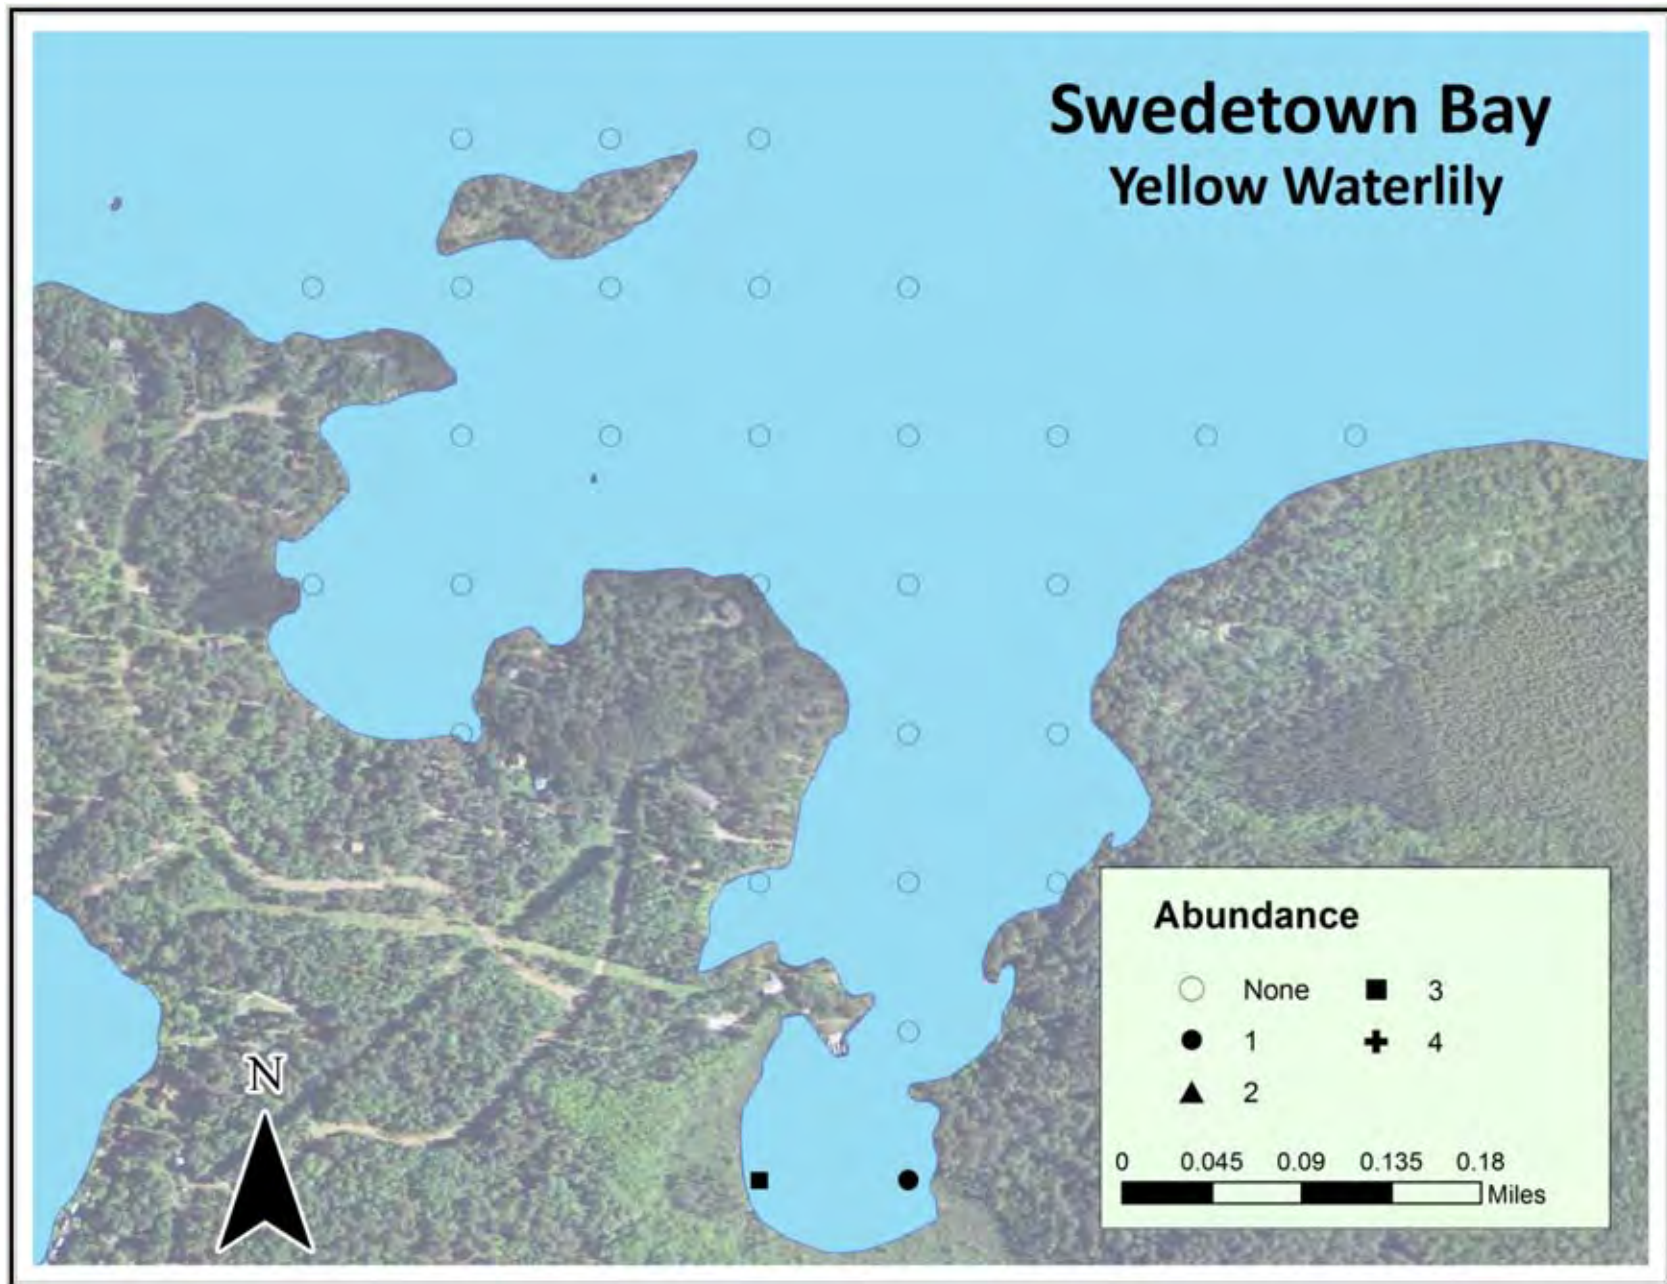 Swedetown Bay
Yellow Waterlily
Abundance
None 3
1 4
2
0 0.045 0.09 0.135 0.18
Miles
N